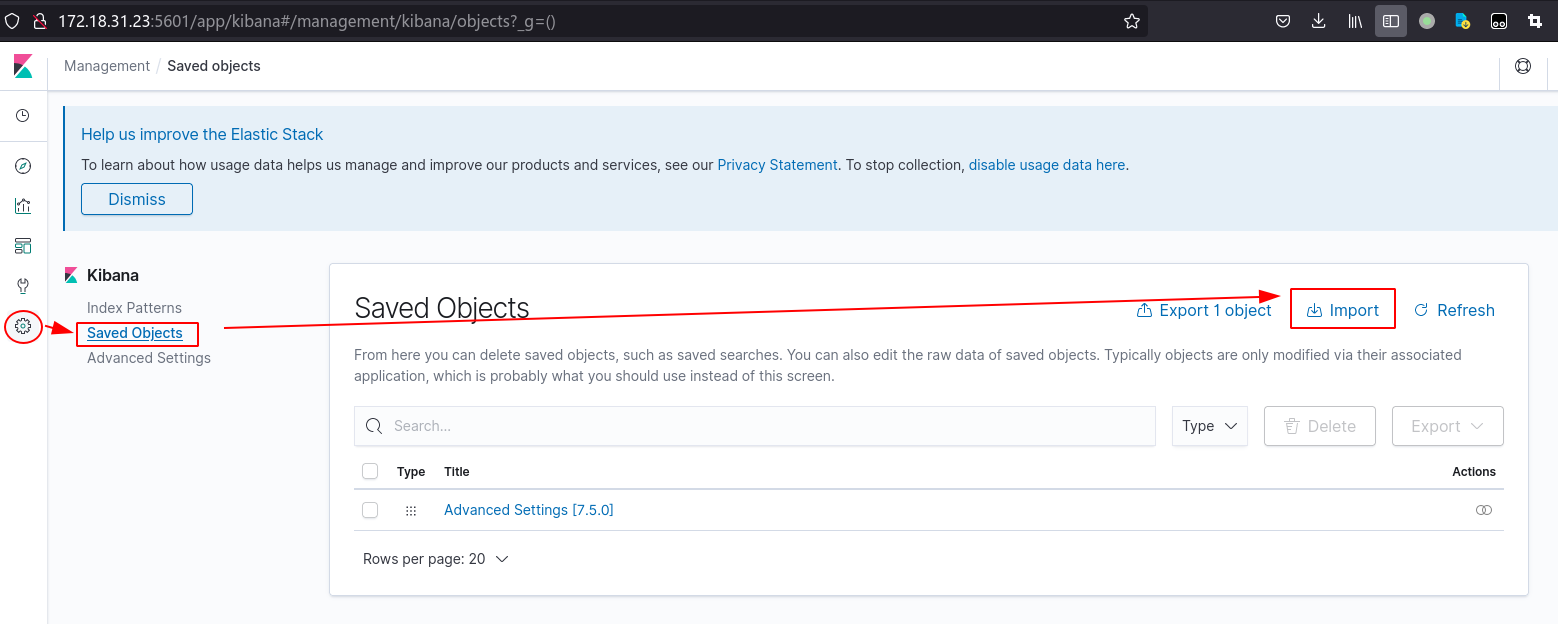 172.18.31.23:5601/app/kibana#/management/kibana/objects?_g=()
Management / Saved objects
Help us improve the Elastic Stack
To learn about how usage data helps us manage and improve our products and services, see our Privacy Statement. To stop collection, disable usage data here.
Dismiss
Kibana
Index Patterns
Saved Objects
Advanced Settings
Saved Objects
Export 1 object
Import
Refresh
From here you can delete saved objects, such as saved searches. You can also edit the raw data of saved objects. Typically objects are only modified via their associated
application, which is probably what you should use instead of this screen.
Search...
Type
Delete
Export
Type Title Actions
Advanced Settings [7.5.0]
Rows per page: 20